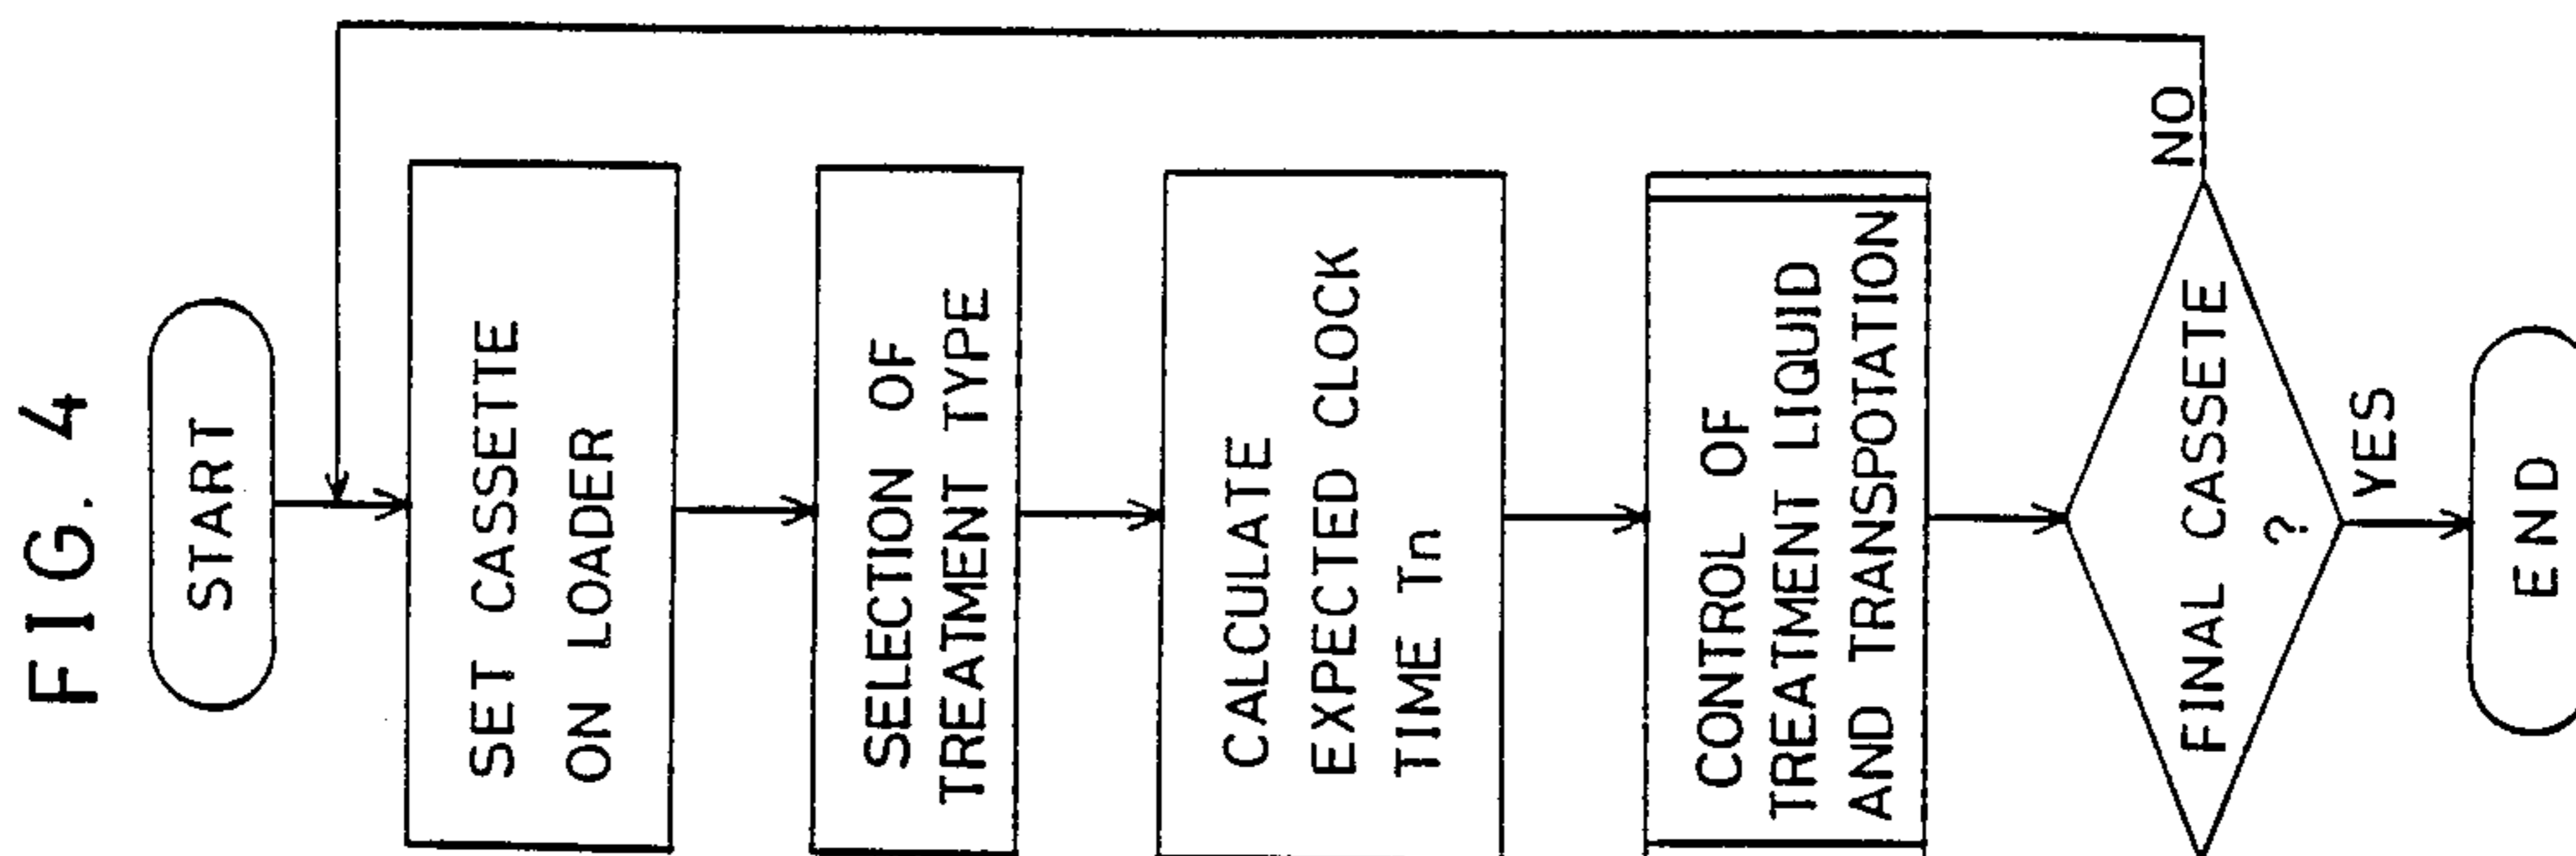 FIG. 4
START
SET CASSETTE
ON LOADER
SELECTION OF
TREATMENT TYPE
CALCULATE
EXPECTED CLOCK
TIME Tn
CONTROL OF
TREATMENT LIQUID
AND TRANSPOTATION
FINAL CASSETE
?
NO
YES
END